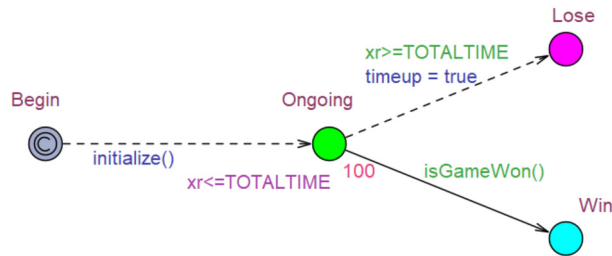 Lose
xr>=TOTALTIME
timeup = true
Begin
Ongoing
C
initialize()
xr<=TOTALTIME
100
isGameWon()
Win